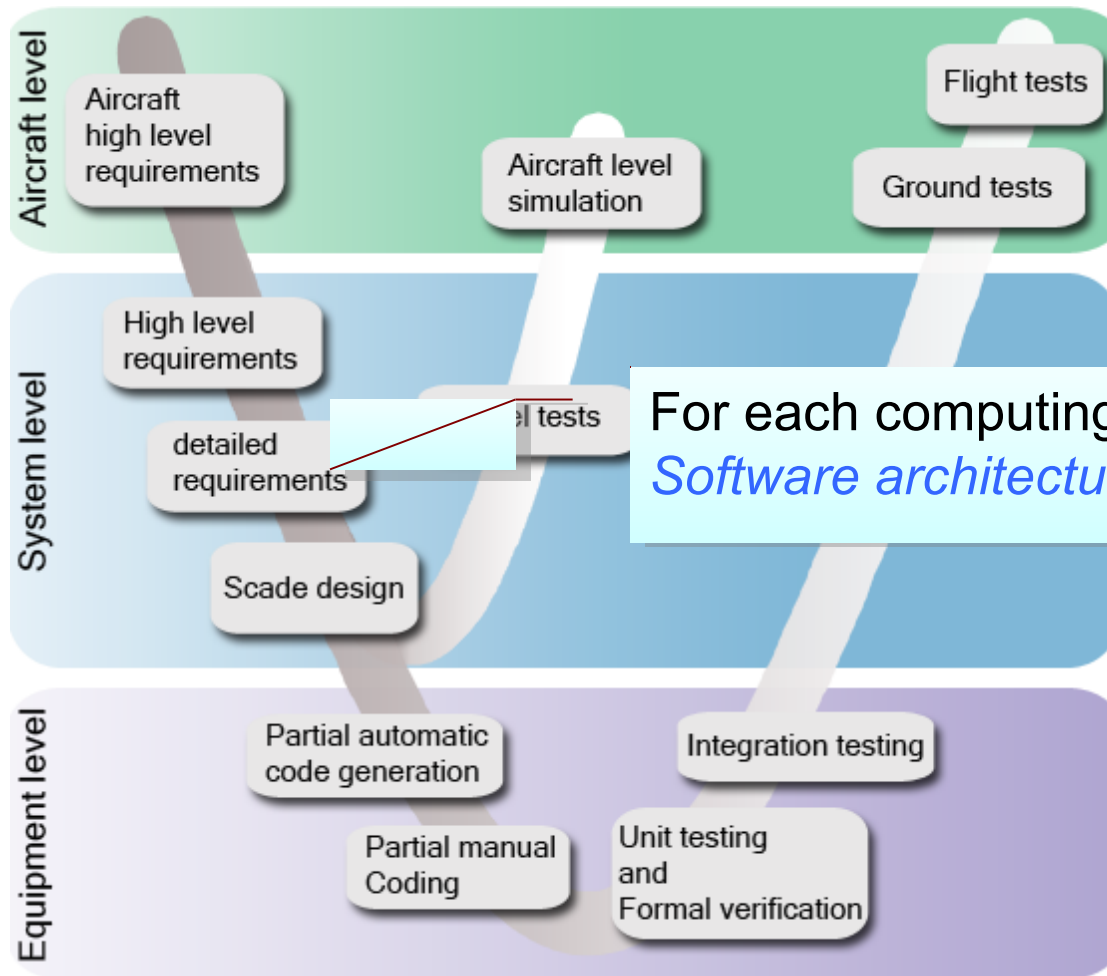 Aircraft level
Aircraft
high level
requirements
Aircraft level
simulation
Flight tests
Ground tests
System level
High level
requirements
detailed
requirements
tests
For each computing
Software
Scade design
Equipment level
Partial automatic
code generation
Partial manual
Coding
Integration testing
Unit testing
and
Formal verification